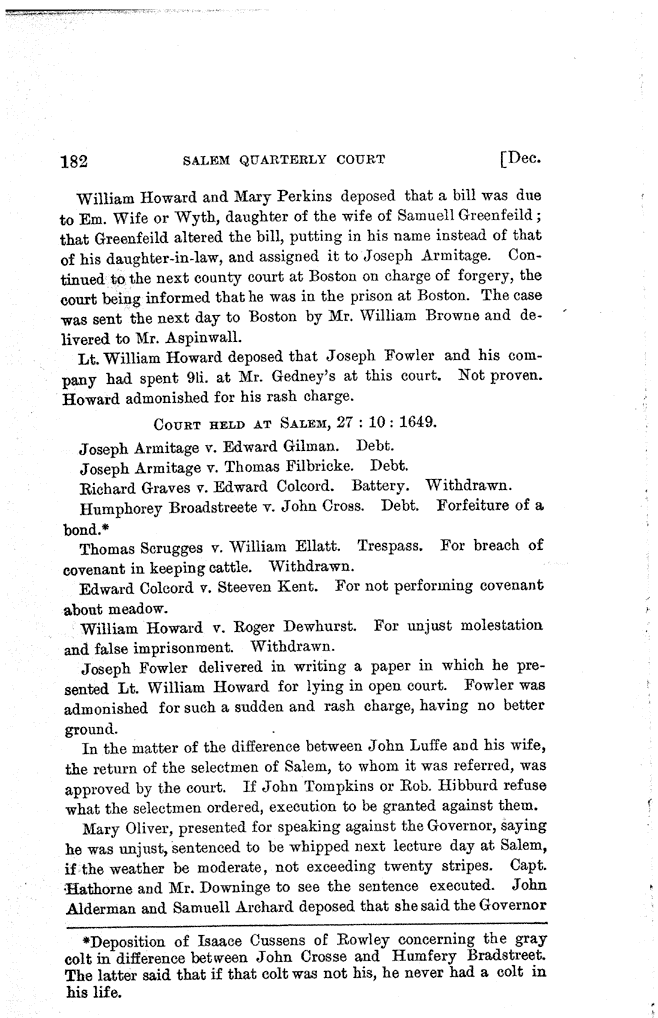 182 SALEM QUARTERLY COURT [Dec.
William Howard and Mary Perkins deposed that a bill was due
to Em. Wife or Wyth, daughter of the wife of Samuell Greenfeild;
that Greenfeild altered the bill, putting in his name instead of that
of his daughter-in-law, and assigned it to Joseph Armitage. Con-
tinued to the next county court at Boston on charge of forgery, the
court being informed that he was in the prison at Boston. The case
was sent the next day to Boston by Mr. William Browne and de-
livered to Mr. Aspinwall.
Lt. William Howard deposed that Joseph Fowler and his com-
pany had spent 9li. at Mr. Gedney's at this court. Not proven.
Howard admonished for his rash charge.
COURT HELD AT SALEM, 27 : 10 : 1649.
Joseph Armitage v. Edward Gilman. Debt.
Joseph Armitage v. Thomas Filbricke. Debt.
Richard Graves v. Edward Colcord. Battery. Withdrawn.
Humphorey Broadstreete v. John Cross. Debt. Forfeiture of a
bond.*
Thomas Scrugges v. William Ellatt. Trespass. For breach of
covenant in keeping cattle. Withdrawn.
Edward Colcord v. Steeven Kent. For not performing covenant
about meadow.
William Howard v. Roger Dewhurst. For unjust molestation
and false imprisonment. Withdrawn.
Joseph Fowler delivered in writing a paper in which he pre-
sented Lt. William Howard for lying in open court. Fowler was
admonished for such a sudden and rash charge, having no better
ground.
In the matter of the difference between John Luffe and his wife,
the return of the selectmen of Salem, to whom it was referred, was
approved by the court. If John Tompkins or Rob. Hibburd refuse
what the selectmen ordered, execution to be granted against them.
Mary Oliver, presented for speaking against the Governor, saying
he was unjust, sentenced to be whipped next lecture day at Salem,
if the weather be moderate, not exceeding twenty stripes. Capt.
Hathorne and Mr. Downinge to see the sentence executed. John
Alderman and Samuell Archard deposed that she said the Governor
*Deposition of Isaace Cussens of Rowley concerning the gray
colt in difference between John Crosse and Humfery Bradstreet.
The latter said that if that colt was not his, he never had a colt in
his life.